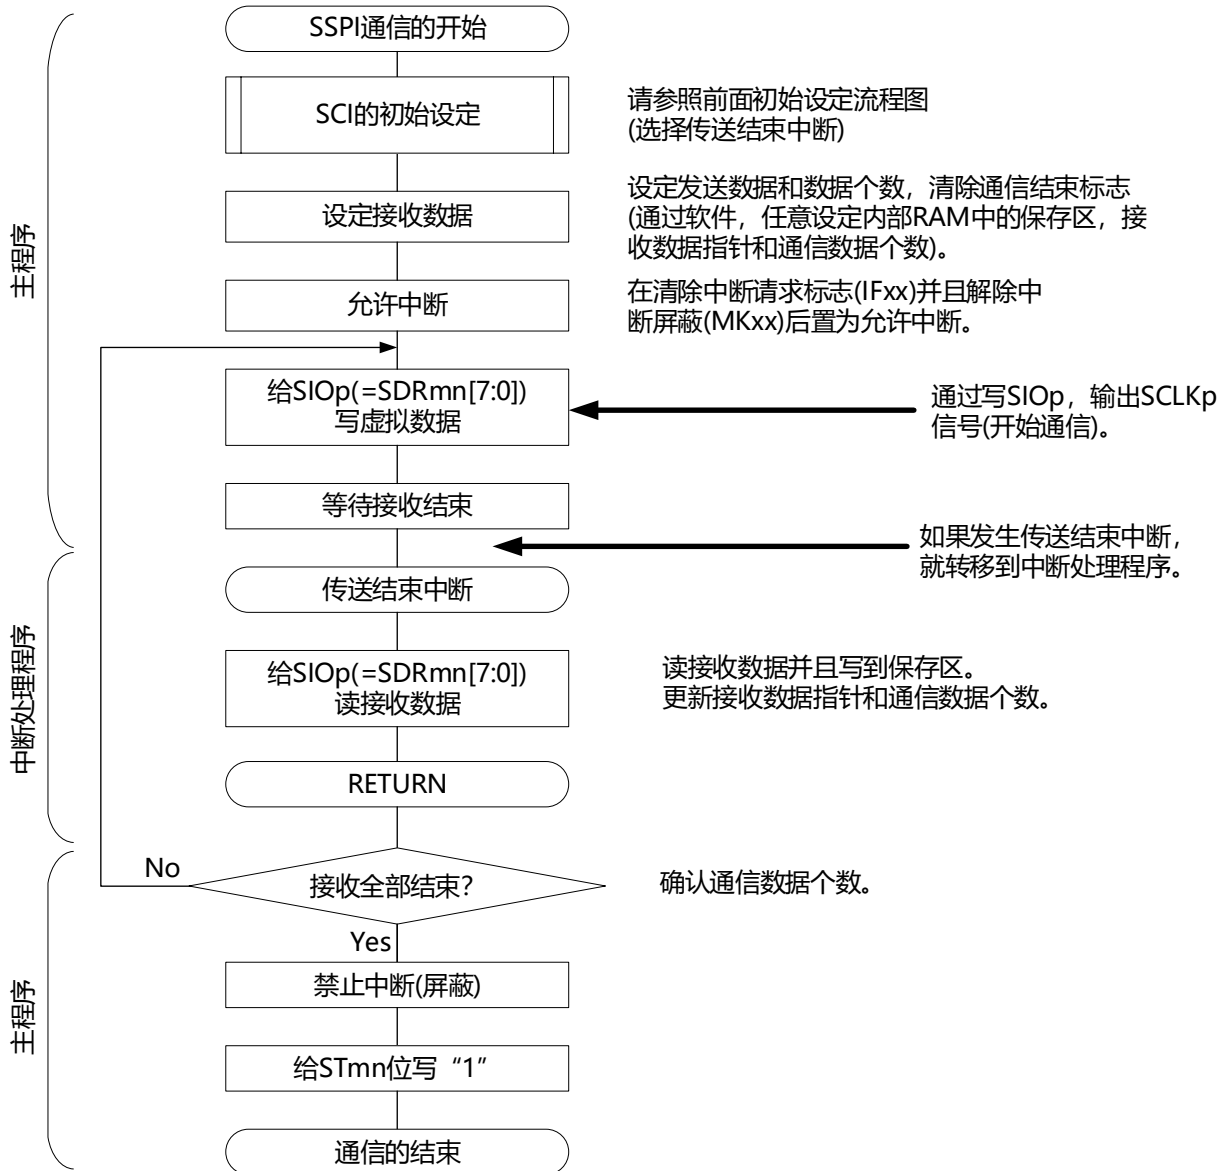 SSPI通信的开始
SCI的初始设定
请参照前面初始设定流程图
(选择传送结束中断)
设定接收数据
设定发送数据和数据个数，清除通信结束标志
(通过软件，任意设定内部RAM中的保存区，接
收数据指针和通信数据个数)。
主程序
允许中断
在清除中断请求标志(IFxx)并且解除中
断屏蔽(MKxx)后置为允许中断。
给SIOp(=SDRmn[7:0])
写虚拟数据
通过写SIOp，输出SCLKp
信号(开始通信)。
等待接收结束
如果发生传送结束中断，
就转移到中断处理程序。
传送结束中断
中断处理程序
给SIOp(=SDRmn[7:0])
读接收数据
读接收数据并且写到保存区。
更新接收数据指针和通信数据个数。
RETURN
No
接收全部结束?
确认通信数据个数。
Yes
禁止中断(屏蔽)
主程序
给STmn位写“1”
通信的结束